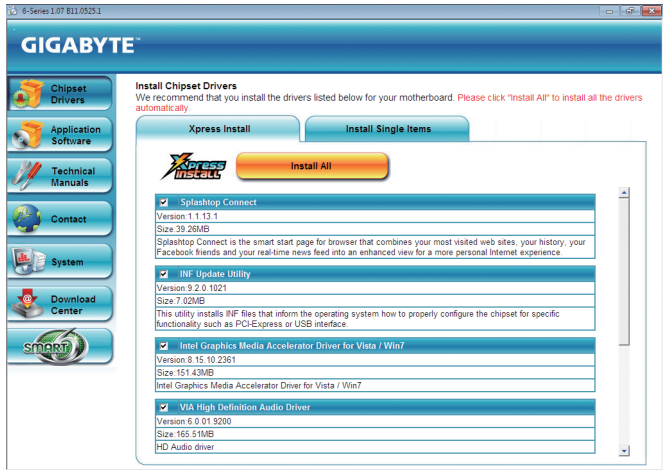 6-Series 1.07 B11.0525.1
GIGABYTE™
Chipset
Drivers
Application
Software
Technical
Manuals
Contact
System
Download
Center
SMART 6
Install Chipset Drivers
We recommend that you install the drivers listed below for your motherboard. Please click "Install All" to install all the drivers
automatically.
Xpress Install
Install Single Items
Xpress
INSTALL
Install All
Splashtop Connect
Version:1.1.13.1
Size:39.26MB
Splashtop Connect is the smart start page for browser that combines your most visited web sites, your history, your
Facebook friends and your real-time news feed into an enhanced view for a more personal Internet experience.
INF Update Utility
Version:9.2.0.1021
Size:7.02MB
This utility installs INF files that inform the operating system how to properly configure the chipset for specific
functionality such as PCI-Express or USB interface.
Intel Graphics Media Accelerator Driver for Vista / Win7
Version:8.15.10.2361
Size:151.43MB
Intel Graphics Media Accelerator Driver for Vista / Win7
VIA High Definition Audio Driver
Version:6.0.01.9200
Size:165.51MB
HD Audio driver